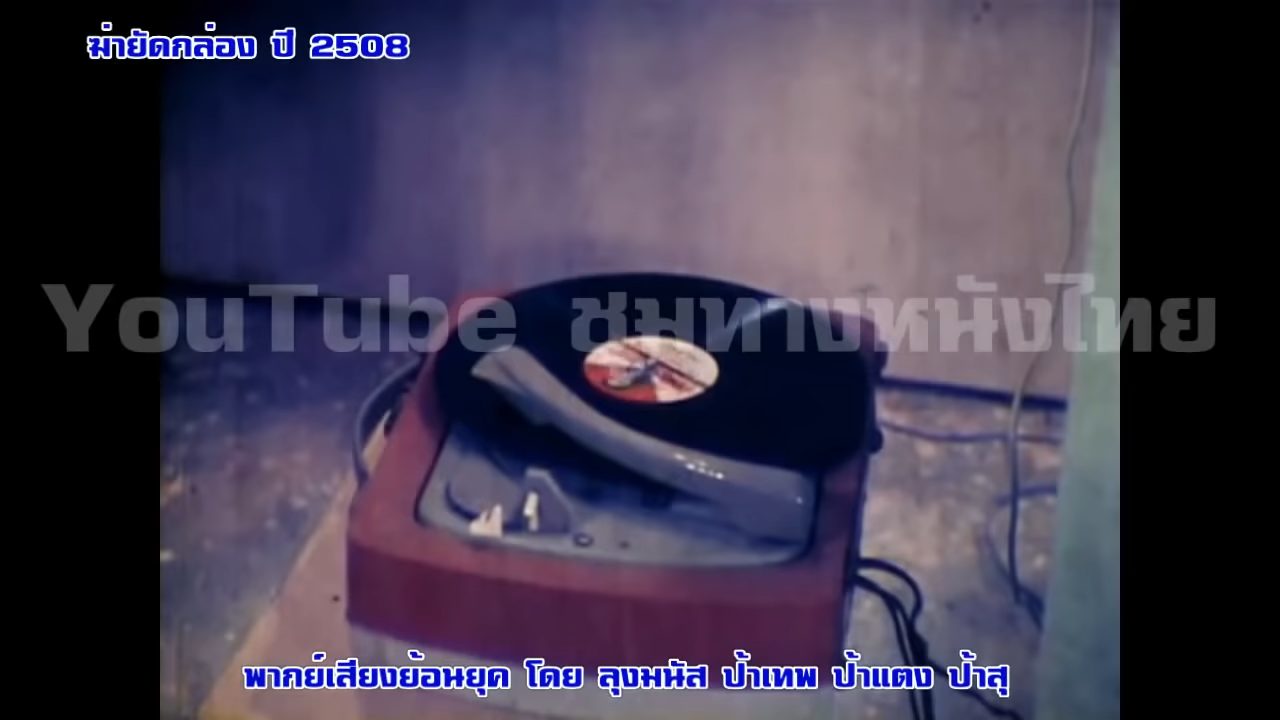 ฆ่ายัดกล่อง ปี 2508
YouTube ชมทางหนังไทย
พากย์เสียงย้อนยุค โดย ลุงมนัส ป้าเทพ ป้าแตง ป้าสุ